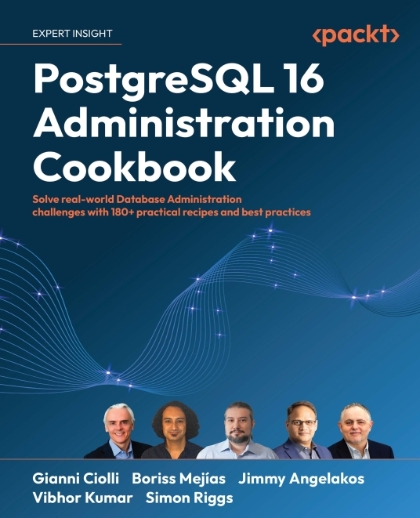 EXPERT INSIGHT
<packt>
PostgreSQL 16
Administration
Cookbook
Solve real-world Database Administration
challenges with 180+ practical recipes and best practices
Gianni Ciolli Boriss Mejías Jimmy Angelakos
Vibhor Kumar Simon Riggs